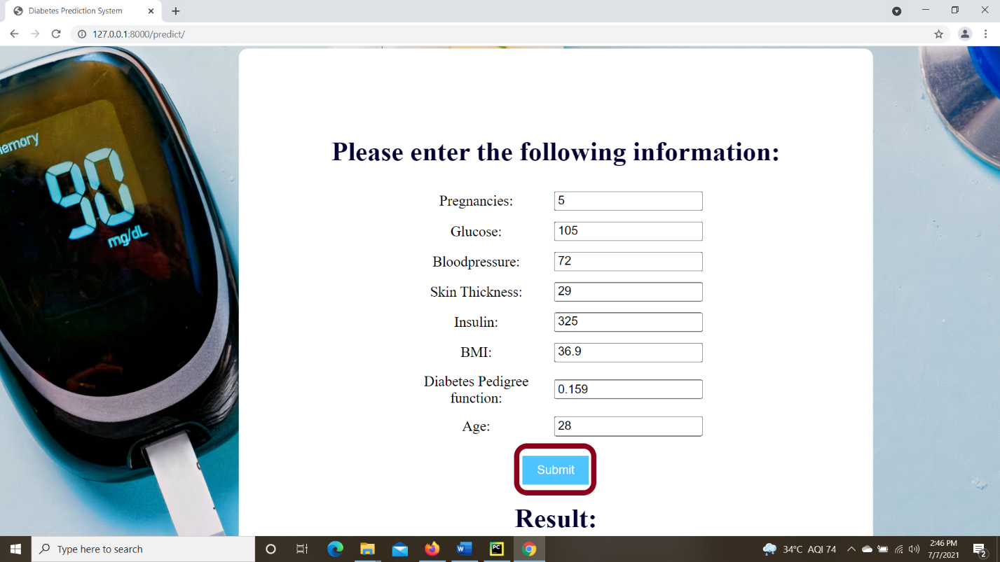 Diabetes Prediction System
127.0.0.1:8000/predict/
90
mg/dL
Please enter the following information:
Pregnancies: 5
Glucose: 105
Bloodpressure: 72
Skin Thickness: 29
Insulin: 325
BMI: 36.9
Diabetes Pedigree
function: 0.159
Age: 28
Submit
Result:
Type here to search
W
PC
34°C AQI 74
2:46 PM
7/7/2021
2